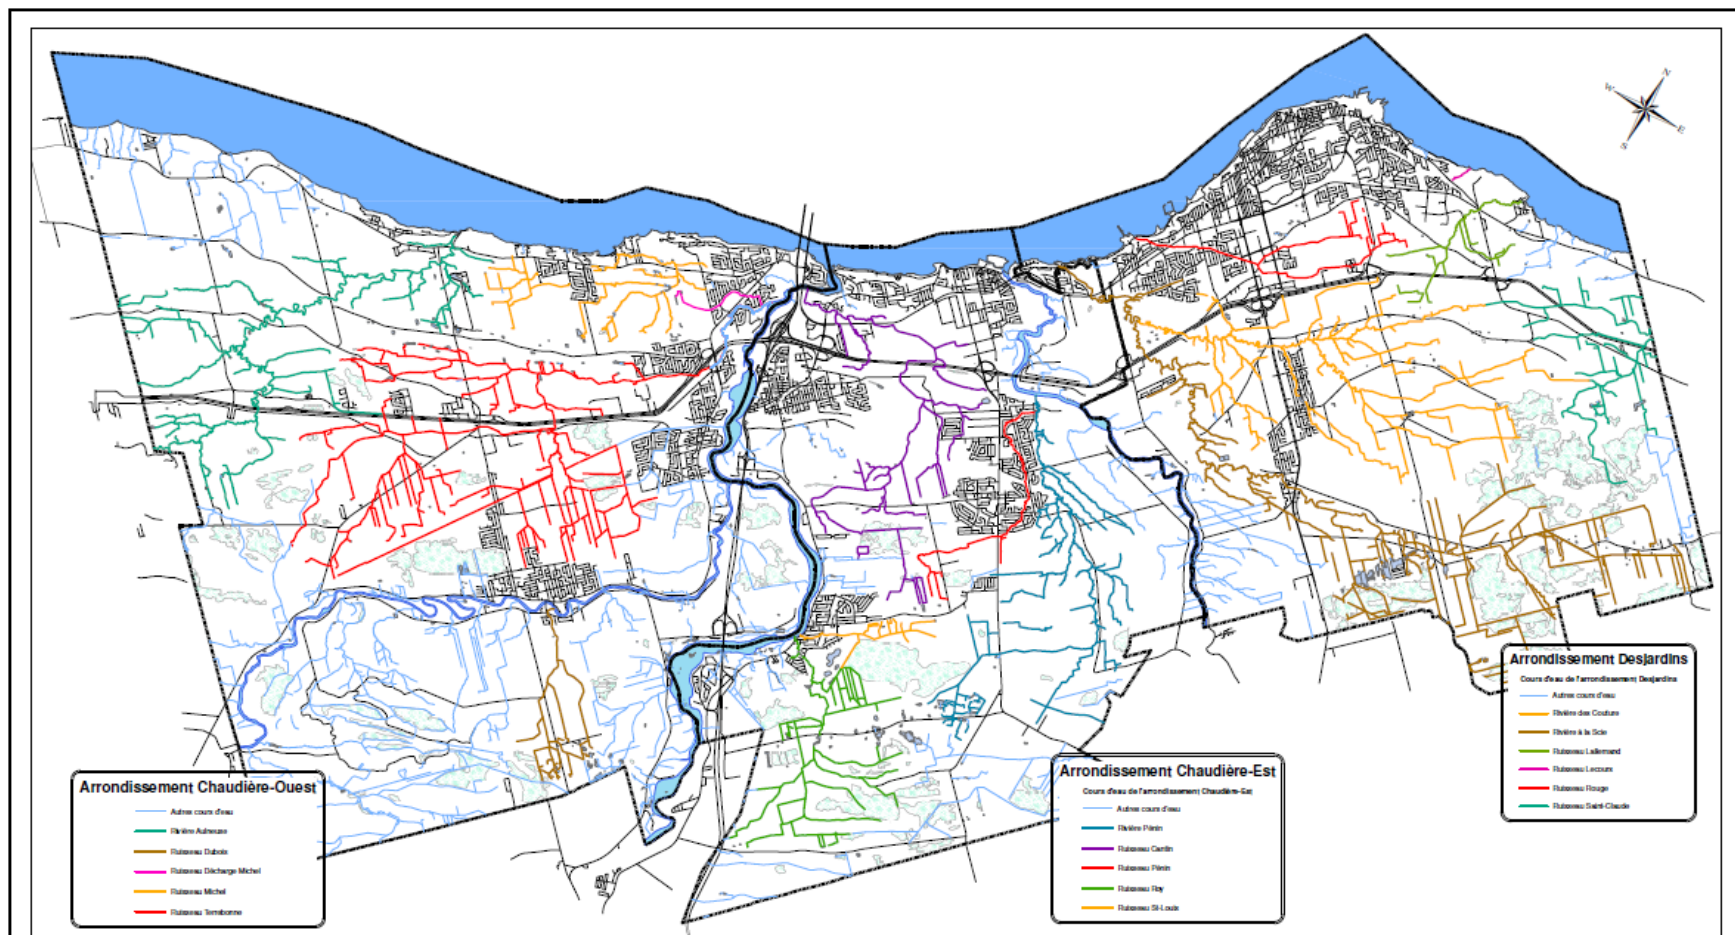 N
W
E
S
Arrondissement Desjardins
Cours d'eau de l'arrondissement Desjardins
Autres cours d'eau
Rivière des Couture
Rivière à la Scie
Ruisseau Lallemand
Ruisseau Lecours
Ruisseau Rouge
Ruisseau Saint-Claude
Arrondissement Chaudière-Est
Cours d'eau de l'arrondissement Chaudière-Est
Autres cours d'eau
Rivière Pénin
Ruisseau Cantin
Ruisseau Pénin
Ruisseau Roy
Ruisseau St-Louis
Arrondissement Chaudière-Ouest
Autres cours d'eau
Rivière Aulneuse
Ruisseau Dubois
Ruisseau Décharge Michel
Ruisseau Michel
Ruisseau Terrebonne